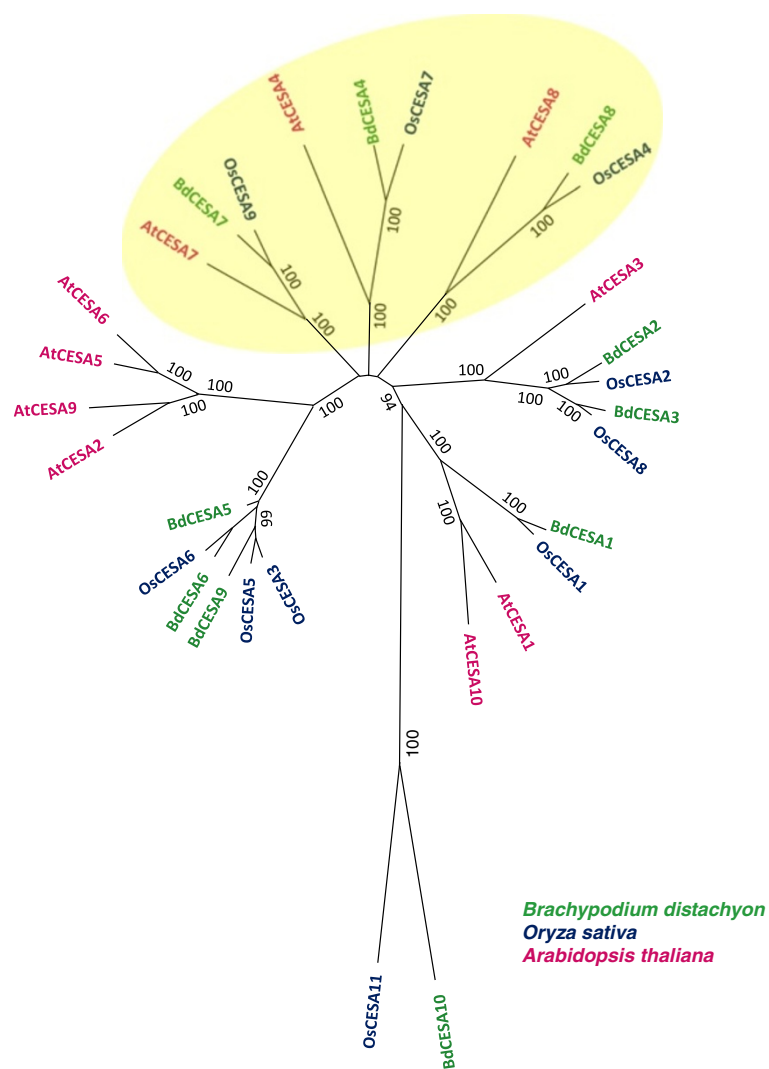 AtCESA4
BdCESA4
OsCESA7
AtCESA8
BdCESA8
OsCESA4
OsCESA9
BdCESA7
AtCESA7
100
100
100
100
100
100
AtCESA6
AtCESA5
AtCESA9
AtCESA2
100
100
100
100
AtCESA3
BdCESA2
OsCESA2
BdCESA3
OsCESA8
100
100
100
100
94
100
100
100
BdCESA1
OsCESA1
AtCESA1
AtCESA10
100
99
BdCESA5
OsCESA6
BdCESA6
BdCESA9
OsCESA5
OsCESA3
100
OsCESA11
BdCESA10
Brachypodium distachyon
Oryza sativa
Arabidopsis thaliana